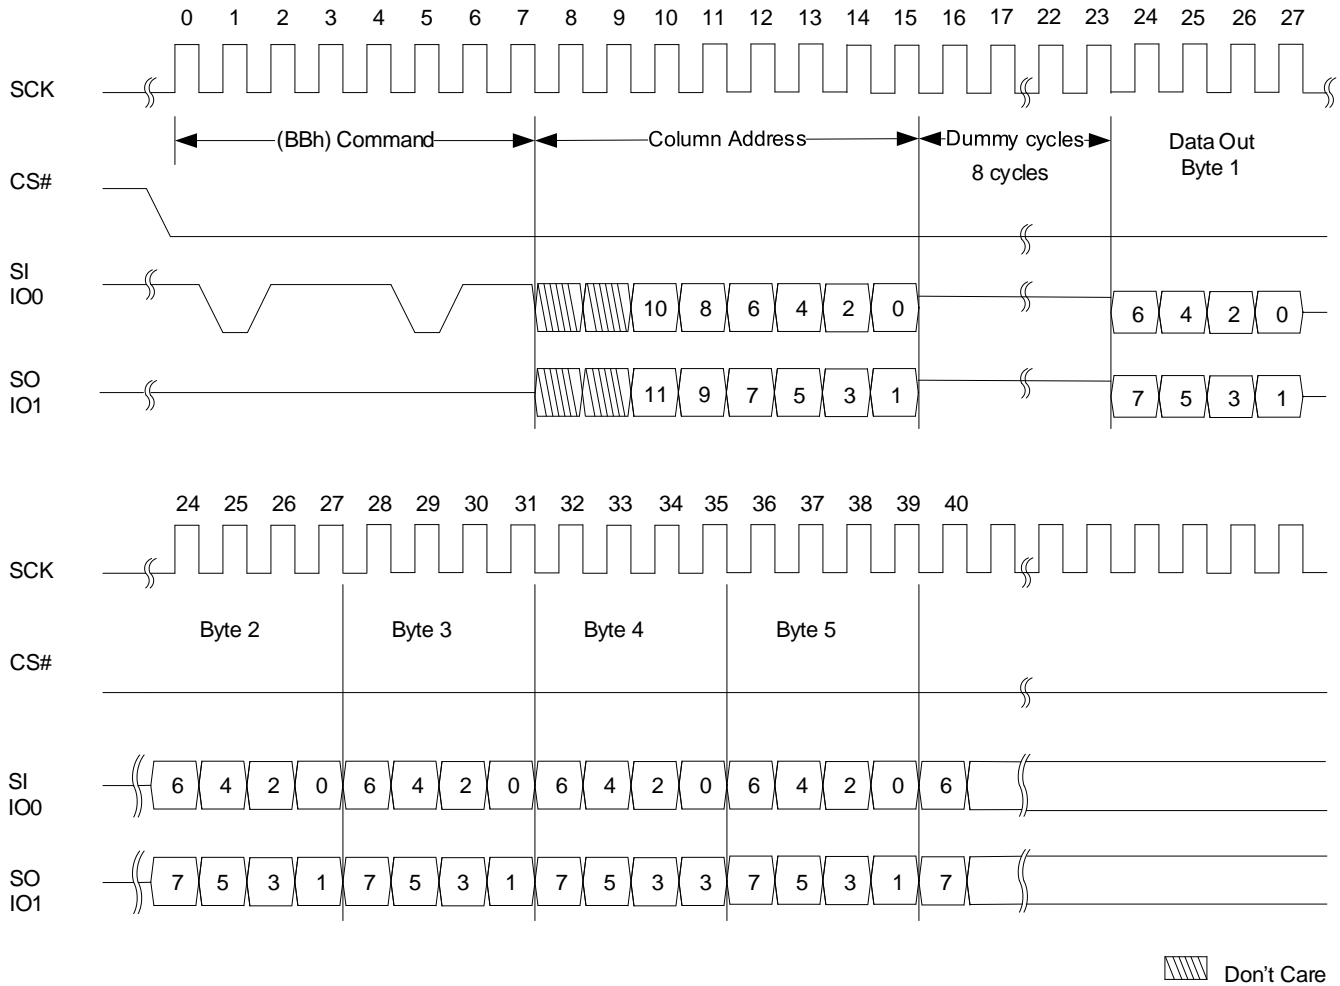 0 1 2 3 4 5 6 7 8 9 10 11 12 13 14 15 16 17 22 23 24 25 26 27
SCK
(BBh) Command Column Address Dummy cycles Data Out
8 cycles Byte 1
CS#
SI
IO0
10 8 6 4 2 0 6 4 2 0
SO
IO1
11 9 7 5 3 1 7 5 3 1
24 25 26 27 28 29 30 31 32 33 34 35 36 37 38 39 40
SCK
Byte 2 Byte 3 Byte 4 Byte 5
CS#
SI
IO0
6 4 2 0 6 4 2 0 6 4 2 0 6 4 2 0 6
SO
IO1
7 5 3 1 7 5 3 1 7 5 3 3 7 5 3 1 7
Don't Care